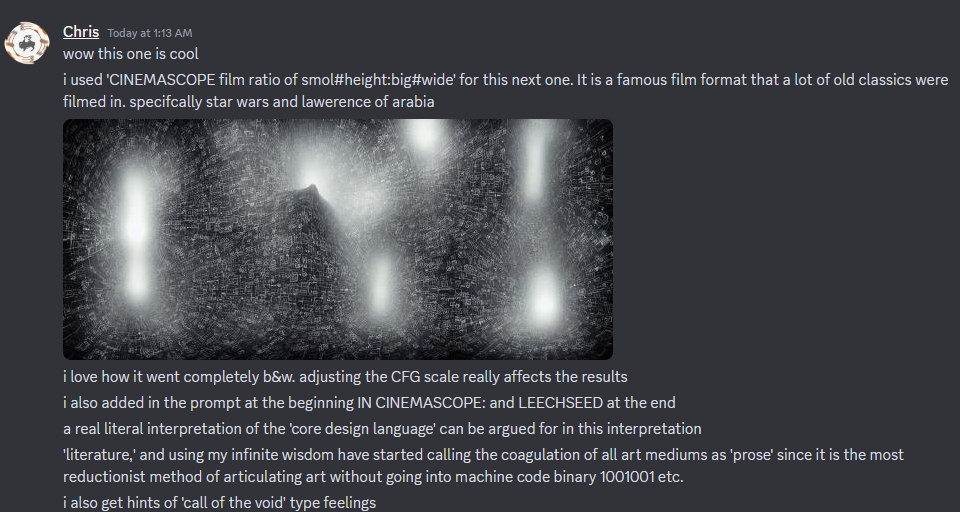 Chris Today at 1:13 AM
wow this one is cool
i used 'CINEMASCOPE film ratio of smol#height:big#wide' for this next one. It is a famous film format that a lot of old classics were
filmed in. specifcally star wars and lawerence of arabia
i love how it went completely b&w. adjusting the CFG scale really affects the results
i also added in the prompt at the beginning IN CINEMASCOPE: and LEECHSEED at the end
a real literal interpretation of the 'core design language' can be argued for in this interpretation
'literature,' and using my infinite wisdom have started calling the coagulation of all art mediums as 'prose' since it is the most
reductionist method of articulating art without going into machine code binary 1001001 etc.
i also get hints of 'call of the void' type feelings